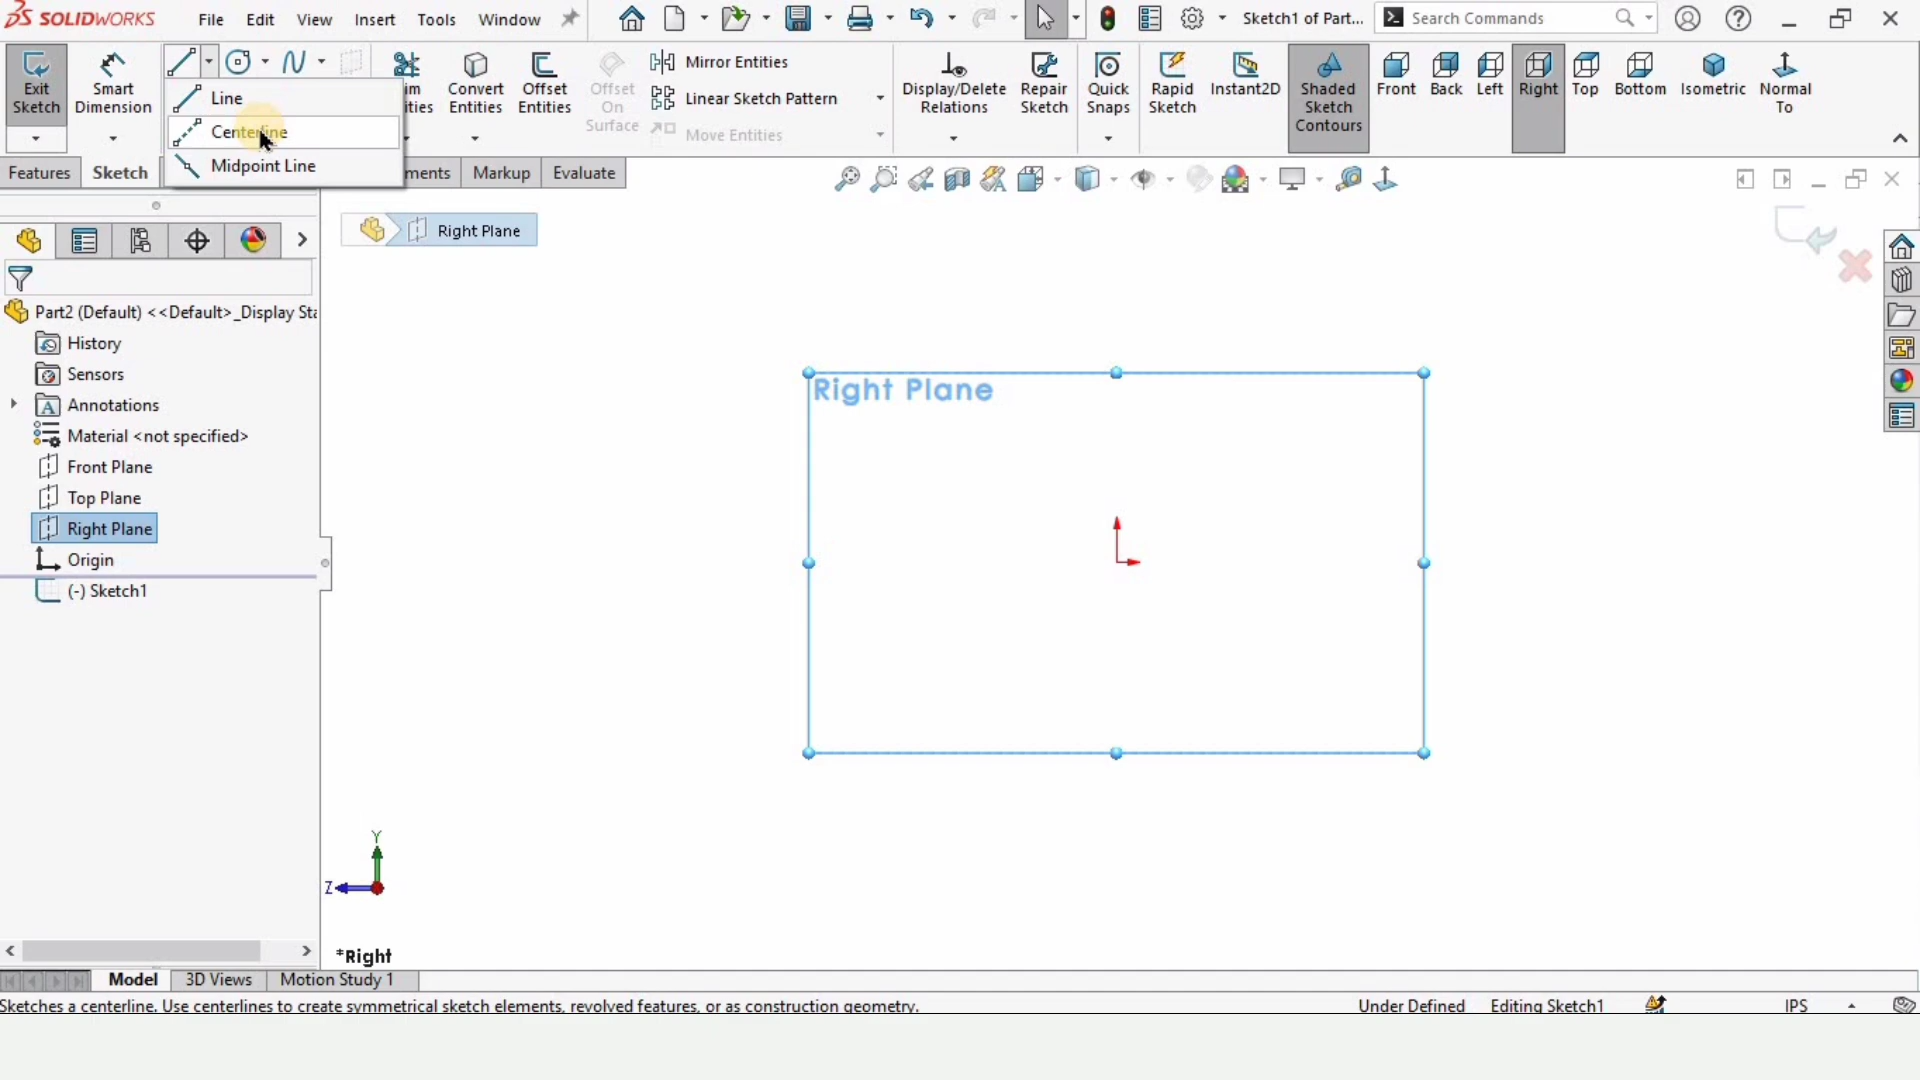 SOLIDWORKS File Edit View Insert Tools Window Sketch1 of Part... Search Commands
Exit Sketch
Smart Dimension
Line
Centerline
Midpoint Line
Convert Entities
Offset Entities
Offset On Surface
Mirror Entities
Linear Sketch Pattern
Move Entities
Display/Delete Relations
Repair Sketch
Quick Snaps
Rapid Sketch
Instant2D
Shaded Sketch Contours
Front Back Left Right Top Bottom Isometric Normal To
Features Sketch Markup Evaluate
Right Plane
Part2 (Default) <<Default>_Display Sta
History
Sensors
Annotations
Material <not specified>
Front Plane
Top Plane
Right Plane
Origin
(-) Sketch1
Right Plane
Y
Z
*Right
Model 3D Views Motion Study 1
Sketches a centerline. Use centerlines to create symmetrical sketch elements, revolved features, or as construction geometry. Under Defined Editing Sketch1 IPS